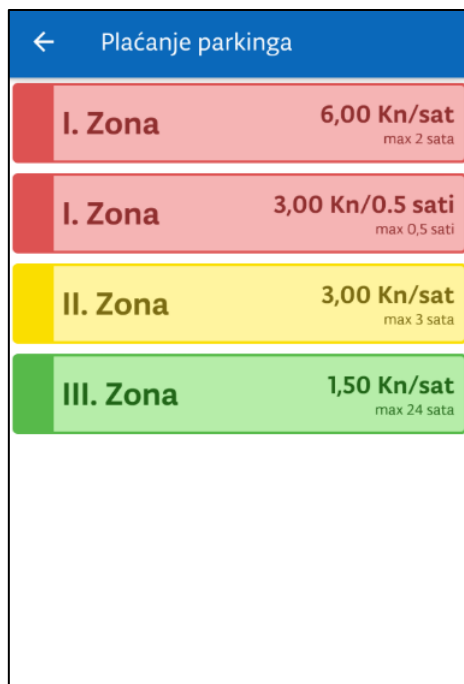 Plaćanje parkinga
I. Zona
6,00 Kn/sat
max 2 sata
I. Zona
3,00 Kn/0.5 sati
max 0,5 sati
II. Zona
3,00 Kn/sat
max 3 sata
III. Zona
1,50 Kn/sat
max 24 sata